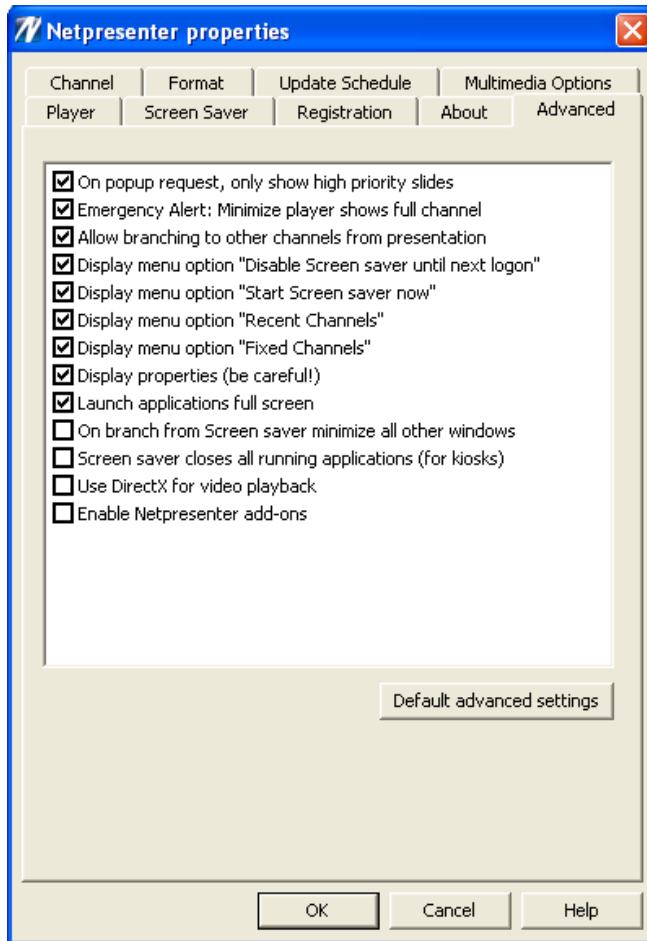 Netpresenter properties
Channel Format Update Schedule Multimedia Options
Player Screen Saver Registration About Advanced
On popup request, only show high priority slides
Emergency Alert: Minimize player shows full channel
Allow branching to other channels from presentation
Display menu option "Disable Screen saver until next logon"
Display menu option "Start Screen saver now"
Display menu option "Recent Channels"
Display menu option "Fixed Channels"
Display properties (be careful!)
Launch applications full screen
On branch from Screen saver minimize all other windows
Screen saver closes all running applications (for kiosks)
Use DirectX for video playback
Enable Netpresenter add-ons
Default advanced settings
OK Cancel Help